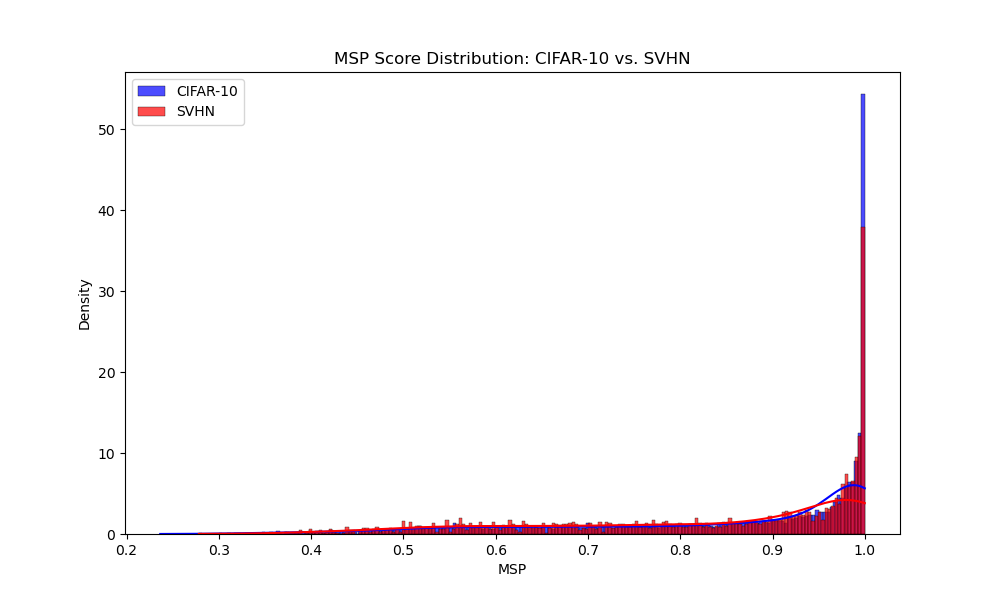 MSP Score Distribution: CIFAR-10 vs. SVHN
CIFAR-10
SVHN
50
40
30
20
10
0
Density
0.2 0.3 0.4 0.5 0.6 0.7 0.8 0.9 1.0
MSP